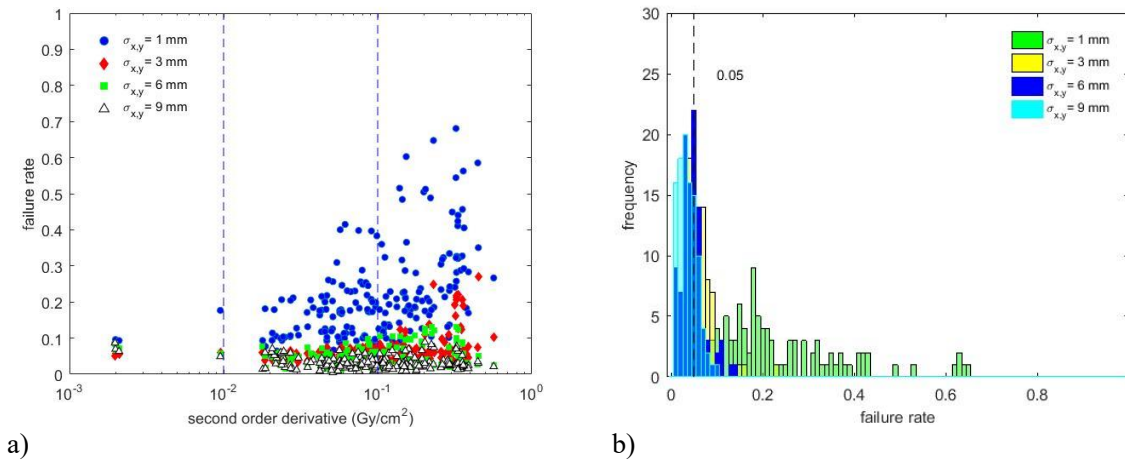 1
0.9
0.8
0.7
0.6
0.5
0.4
0.3
0.2
0.1
0
failure rate
σx,y= 1 mm
σx,y= 3 mm
σx,y= 6 mm
σx,y= 9 mm
10-3
10-2
10-1
100
second order derivative (Gy/cm2)
a)
30
25
20
15
10
5
0
frequency
0.05
σx,y= 1 mm
σx,y= 3 mm
σx,y= 6 mm
σx,y= 9 mm
0
0.2
0.4
0.6
0.8
failure rate
b)